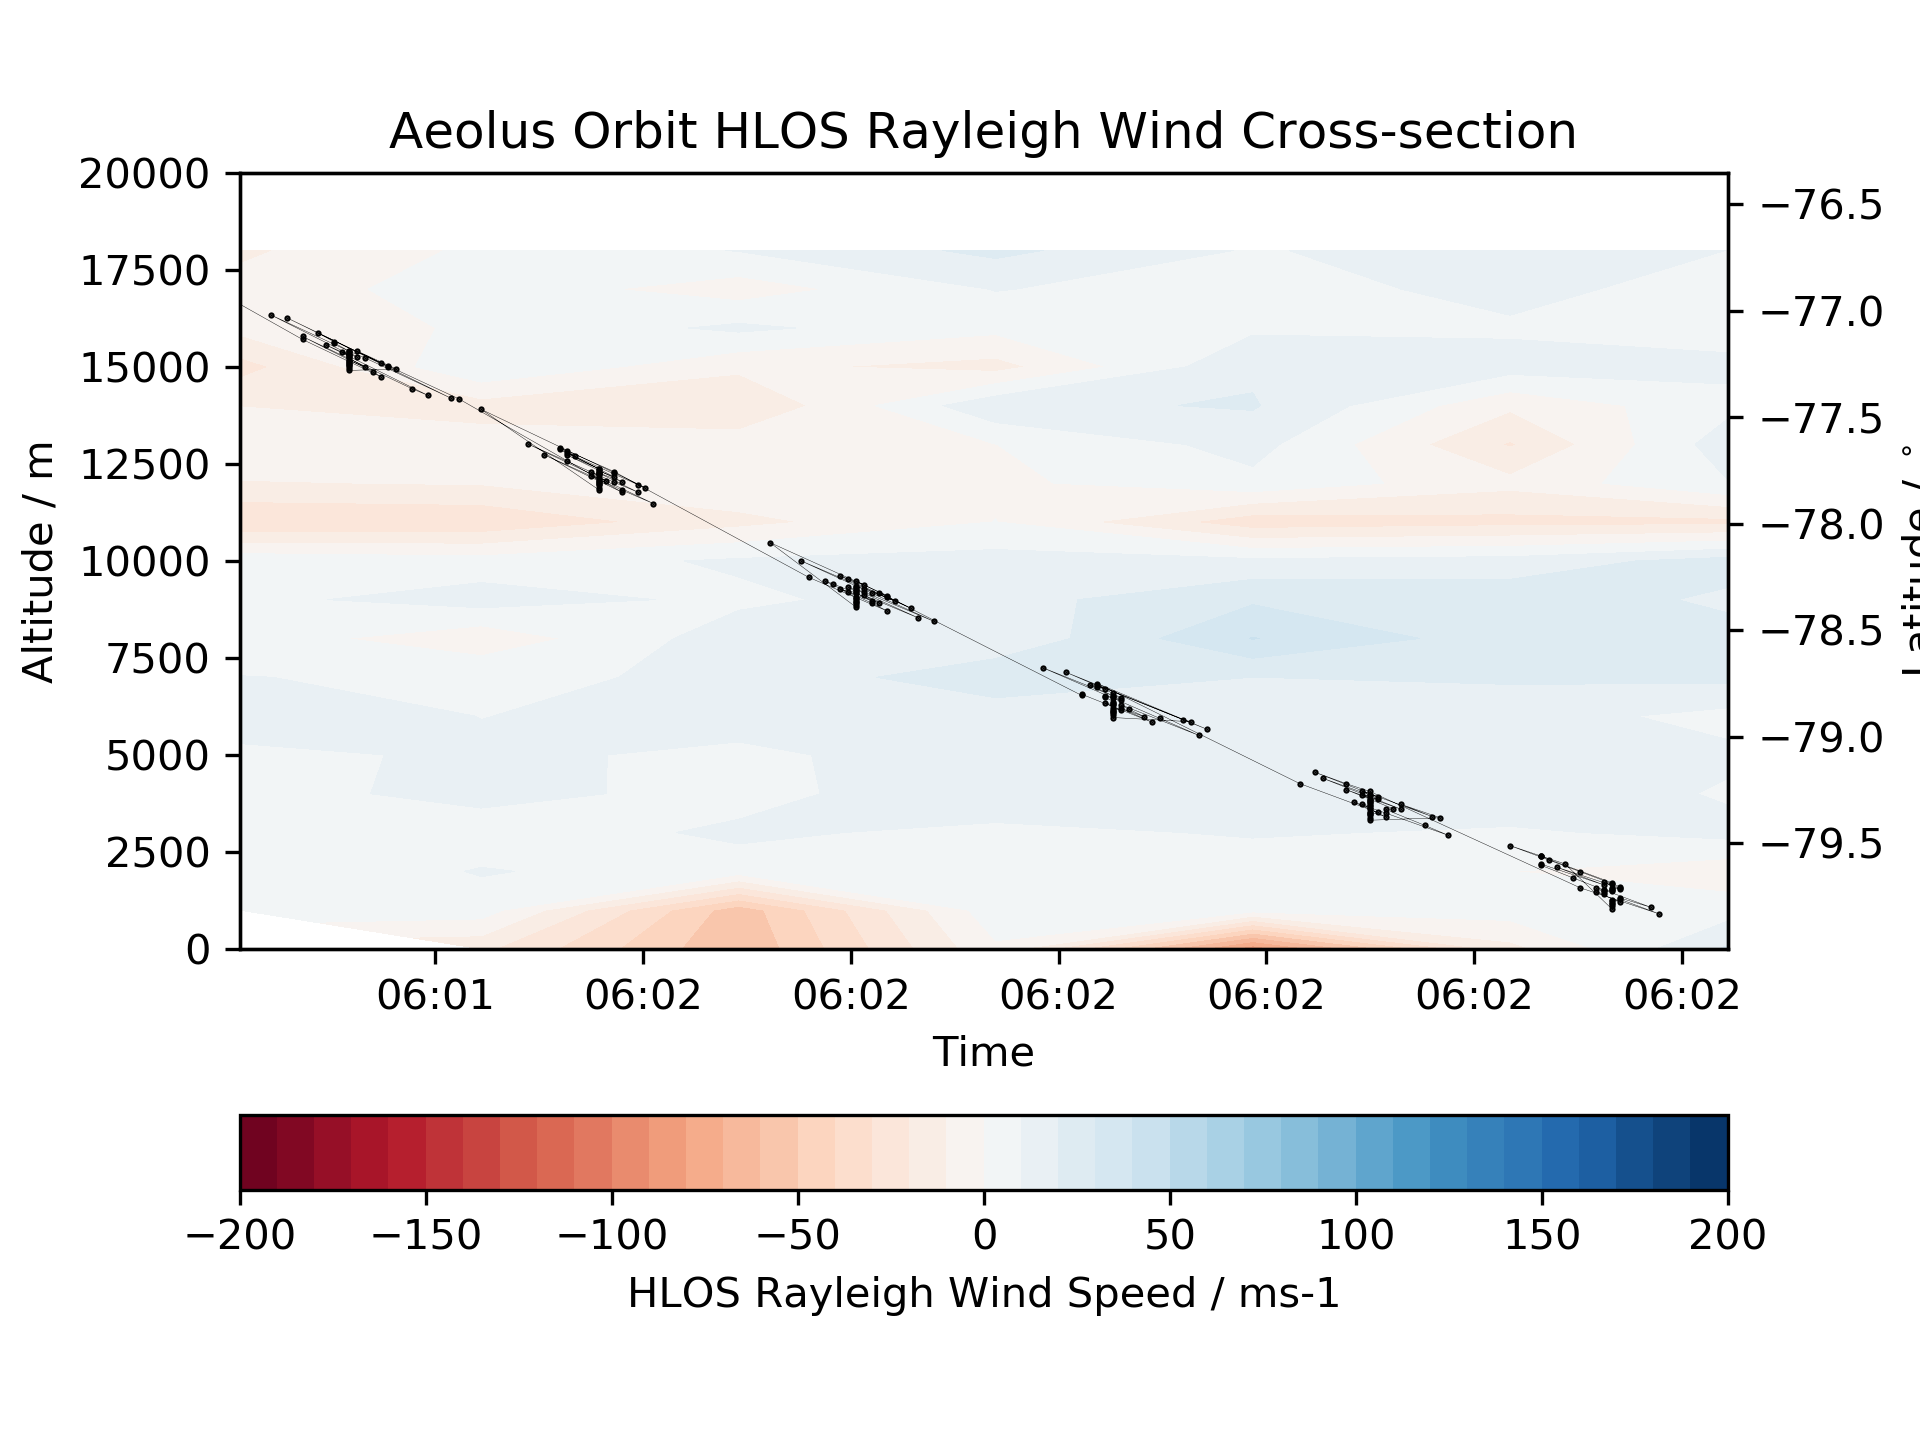 Aeolus Orbit HLOS Rayleigh Wind Cross-section
20000
17500
15000
12500
10000
7500
5000
2500
0
Altitude / m
−76.5
−77.0
−77.5
−78.0
−78.5
−79.0
−79.5
Latitude / °
06:01 06:02 06:02 06:02 06:02 06:02 06:02
Time
−200 −150 −100 −50 0 50 100 150 200
HLOS Rayleigh Wind Speed / ms-1